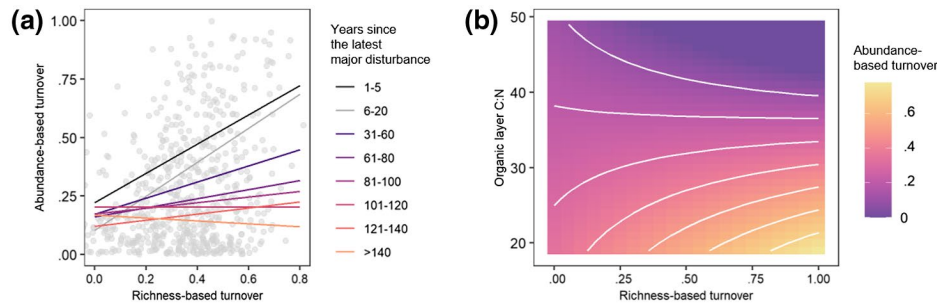 (a)
1.00
.75
.50
.25
.00
Abundance-based turnover
0.0 0.2 0.4 0.6 0.8
Richness-based turnover
Years since
the latest
major disturbance
1-5
6-20
31-60
61-80
81-100
101-120
121-140
>140
(b)
50
40
30
20
Organic layer C:N
.00 .25 .50 .75 1.00
Richness-based turnover
Abundance-
based turnover
.6
.4
.2
0